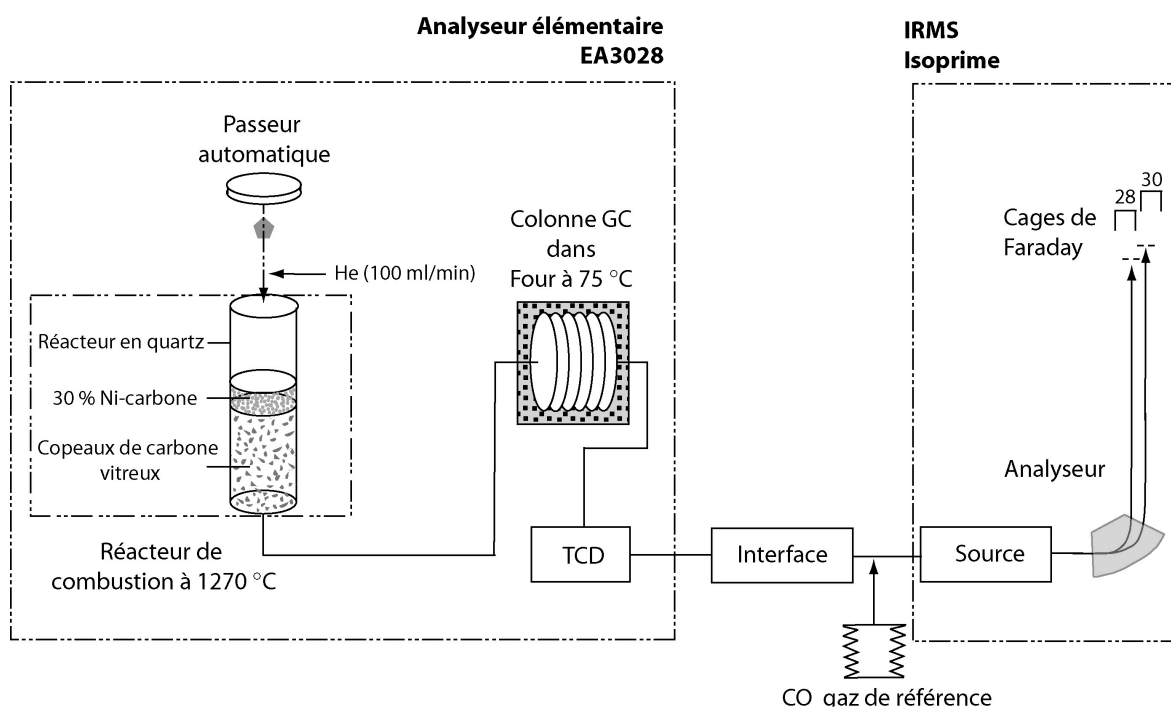 Analyseur élémentaire
EA3028
IRMS
Isoprime
Passeur
automatique
He (100 ml/min)
Réacteur en quartz
30 % Ni-carbone
Copeaux de carbone
vitreux
Réacteur de
combustion à 1270 °C
Colonne GC
dans
Four à 75 °C
TCD
Interface
CO gaz de référence
Source
Analyseur
Cages de
Faraday
28
30